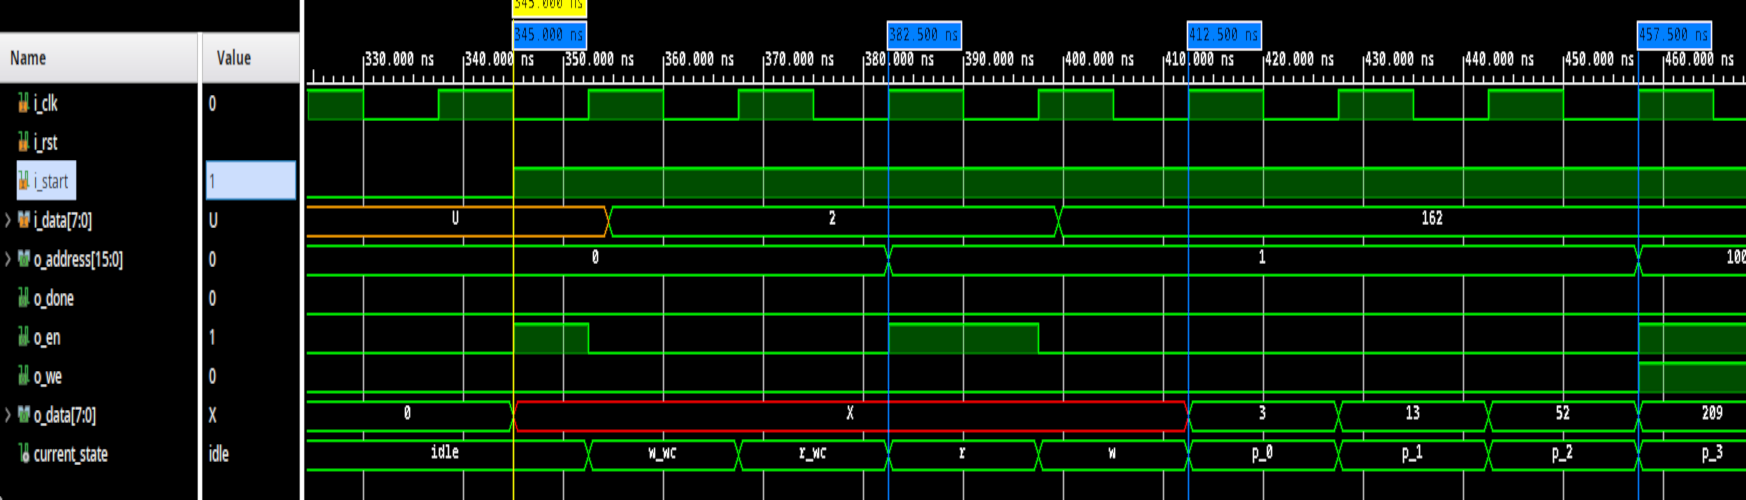 345.000 ns
345.000 ns 382.500 ns 412.500 ns 457.500 ns
Name Value 330.000 ns 340.000 ns 350.000 ns 360.000 ns 370.000 ns 380.000 ns 390.000 ns 400.000 ns 410.000 ns 420.000 ns 430.000 ns 440.000 ns 450.000 ns 460.000 ns
i_clk 0
i_rst
i_start 1
i_data[7:0] U U 2 162
o_address[15:0] 0 0 1 100
o_done 0
o_en 1
o_we 0
o_data[7:0] X 0 X 3 13 52 209
current_state idle idle w_wc r_wc r w p_0 p_1 p_2 p_3